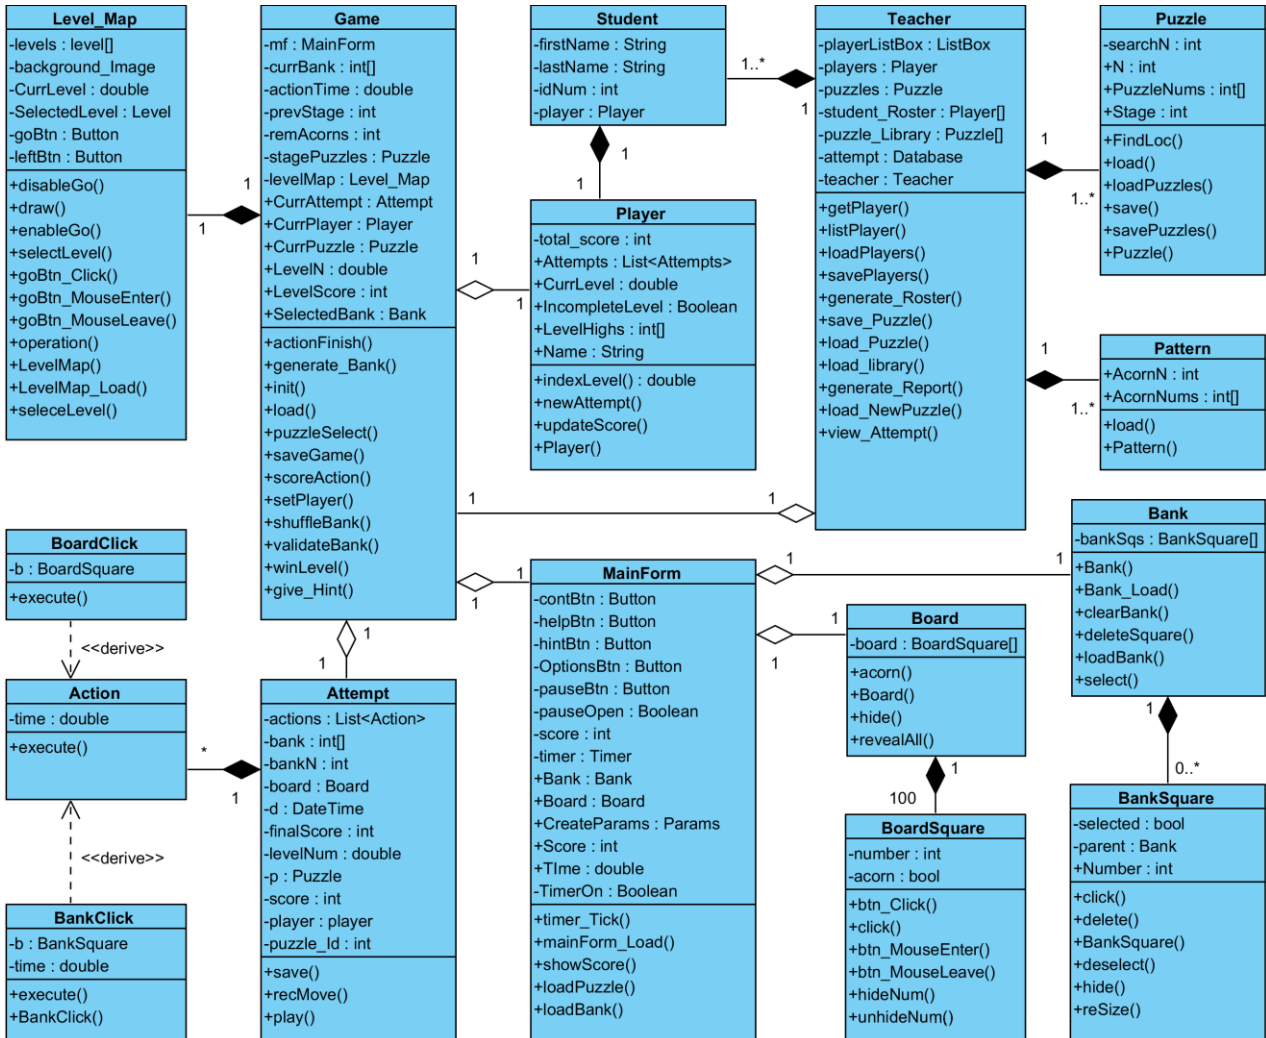 Level_Map
-levels : level[]
-background_Image
-CurrLevel : double
-SelectedLevel : Level
-goBtn : Button
-leftBtn : Button
+disableGo()
+draw()
+enableGo()
+selectLevel()
+goBtn_Click()
+goBtn_MouseEnter()
+goBtn_MouseLeave()
+operation()
+LevelMap()
+LevelMap_Load()
+seleceLevel()
1
1
Game
-mf : MainForm
-currBank : int[]
-actionTime : double
-prevStage : int
-remAcorns : int
-stagePuzzles : Puzzle
-levelMap : Level_Map
+CurrAttempt : Attempt
+CurrPlayer : Player
+CurrPuzzle : Puzzle
+LevelN : double
+LevelScore : int
+SelectedBank : Bank
+actionFinish()
+generate_Bank()
+init()
+load()
+puzzleSelect()
+saveGame()
+scoreAction()
+setPlayer()
+shuffleBank()
+validateBank()
+winLevel()
+give_Hint()
Student
-firstName : String
-lastName : String
-idNum : int
-player : Player
1..*
1
1
1
Player
-total_score : int
+Attempts : List<Attempts>
+CurrLevel : double
+IncompleteLevel : Boolean
+LevelHighs : int[]
+Name : String
+indexLevel() : double
+newAttempt()
+updateScore()
+Player()
1
1
Teacher
-playerListBox : ListBox
-players : Player
-puzzles : Puzzle
-student_Roster : Player[]
-puzzle_Library : Puzzle[]
-attempt : Database
-teacher : Teacher
+getPlayer()
+listPlayer()
+loadPlayers()
+savePlayers()
+generate_Roster()
+save_Puzzle()
+load_Puzzle()
+load_library()
+generate_Report()
+load_NewPuzzle()
+view_Attempt()
1
1..*
1
1..*
1
1
Puzzle
-searchN : int
+N : int
+PuzzleNums : int[]
+Stage : int
+FindLoc()
+load()
+loadPuzzles()
+save()
+savePuzzles()
+Puzzle()
Pattern
+AcornN : int
+AcornNums : int[]
+load()
+Pattern()
BoardClick
-b : BoardSquare
+execute()
<<derive>>
Action
-time : double
+execute()
<<derive>>
BankClick
-b : BankSquare
-time : double
+execute()
+BankClick()
*
1
1
1
Attempt
-actions : List<Action>
-bank : int[]
-bankN : int
-board : Board
-d : DateTime
-finalScore : int
-levelNum : double
-p : Puzzle
-score : int
-player : player
-puzzle_Id : int
+save()
+recMove()
+play()
1
1
MainForm
-contBtn : Button
-helpBtn : Button
-hintBtn : Button
-OptionsBtn : Button
-pauseBtn : Button
-pauseOpen : Boolean
-score : int
-timer : Timer
+Bank : Bank
+Board : Board
+CreateParams : Params
+Score : int
+TIme : double
-TimerOn : Boolean
+timer_Tick()
+mainForm_Load()
+showScore()
+loadPuzzle()
+loadBank()
1
1
1
1
Board
-board : BoardSquare[]
+acorn()
+Board()
+hide()
+revealAll()
1
100
BoardSquare
-number : int
-acorn : bool
+btn_Click()
+click()
+btn_MouseEnter()
+btn_MouseLeave()
+hideNum()
+unhideNum()
Bank
-bankSqs : BankSquare[]
+Bank()
+Bank_Load()
+clearBank()
+deleteSquare()
+loadBank()
+select()
1
0..*
BankSquare
-selected : bool
-parent : Bank
+Number : int
+click()
+delete()
+BankSquare()
+deselect()
+hide()
+reSize()